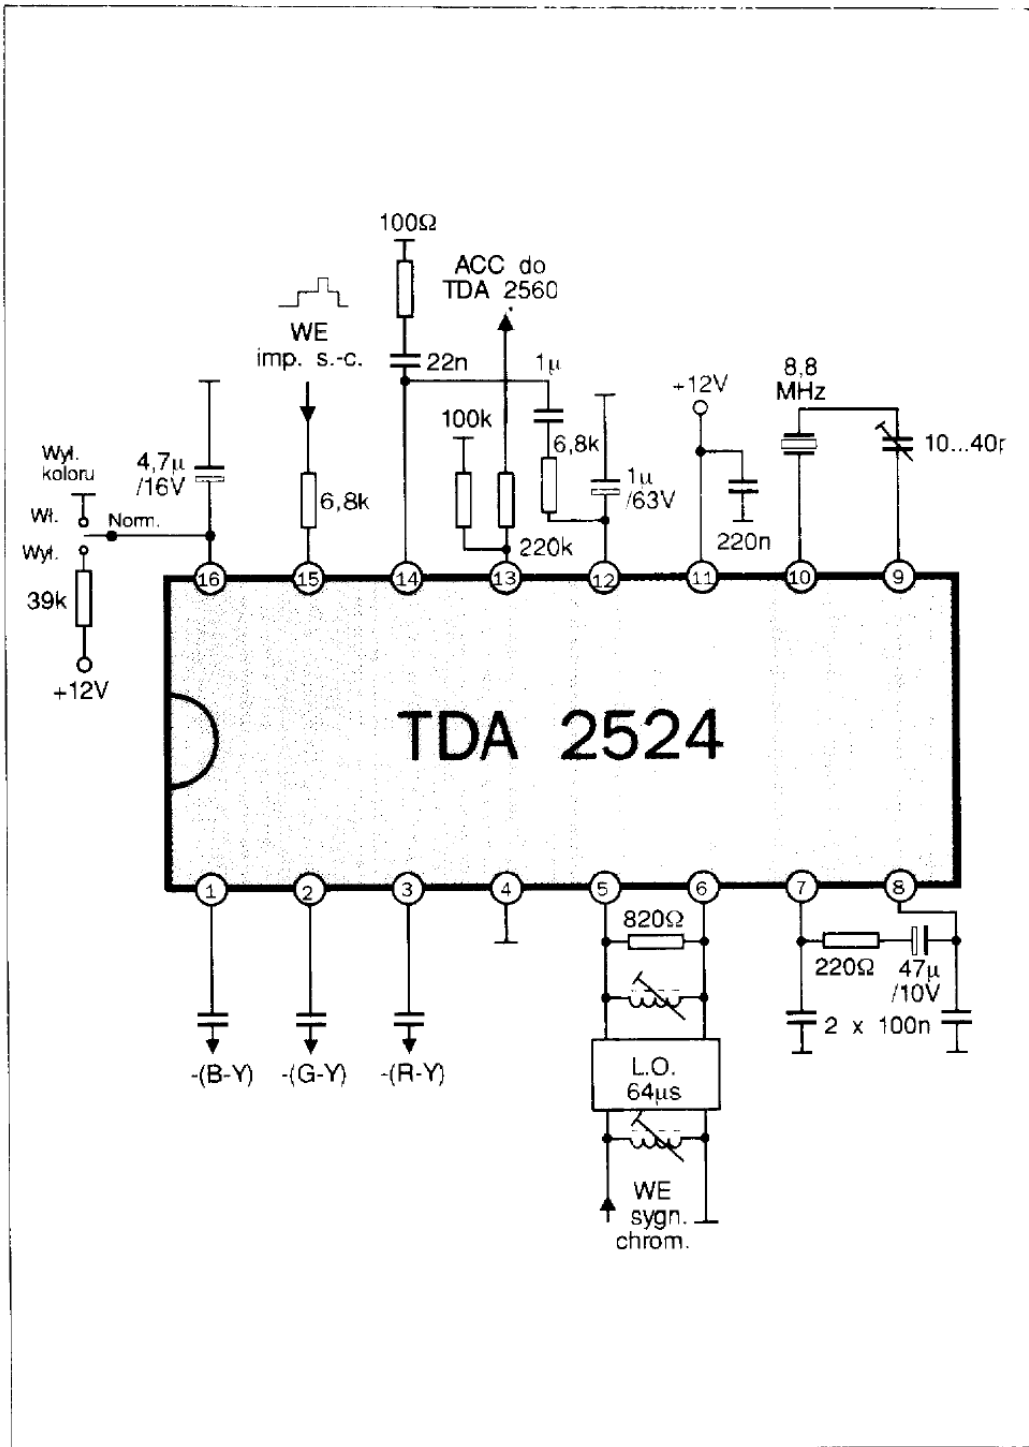 100Ω
ACC do
TDA 2560
WE
imp. s.-c.
22n
1μ
8,8
MHz
+12V
100k
6,8k
10...40p
Wył.
koloru
4,7μ
/16V
1μ
/63V
6,8k
Wł.
Norm.
220k
220n
Wył.
39k
+12V
16
15
14
13
12
11
10
9
TDA 2524
1
2
3
4
5
6
7
8
820Ω
220Ω
47μ
/10V
2 x 100n
-(B-Y)
-(G-Y)
-(R-Y)
L.O.
64μs
WE
sygn.
chrom.